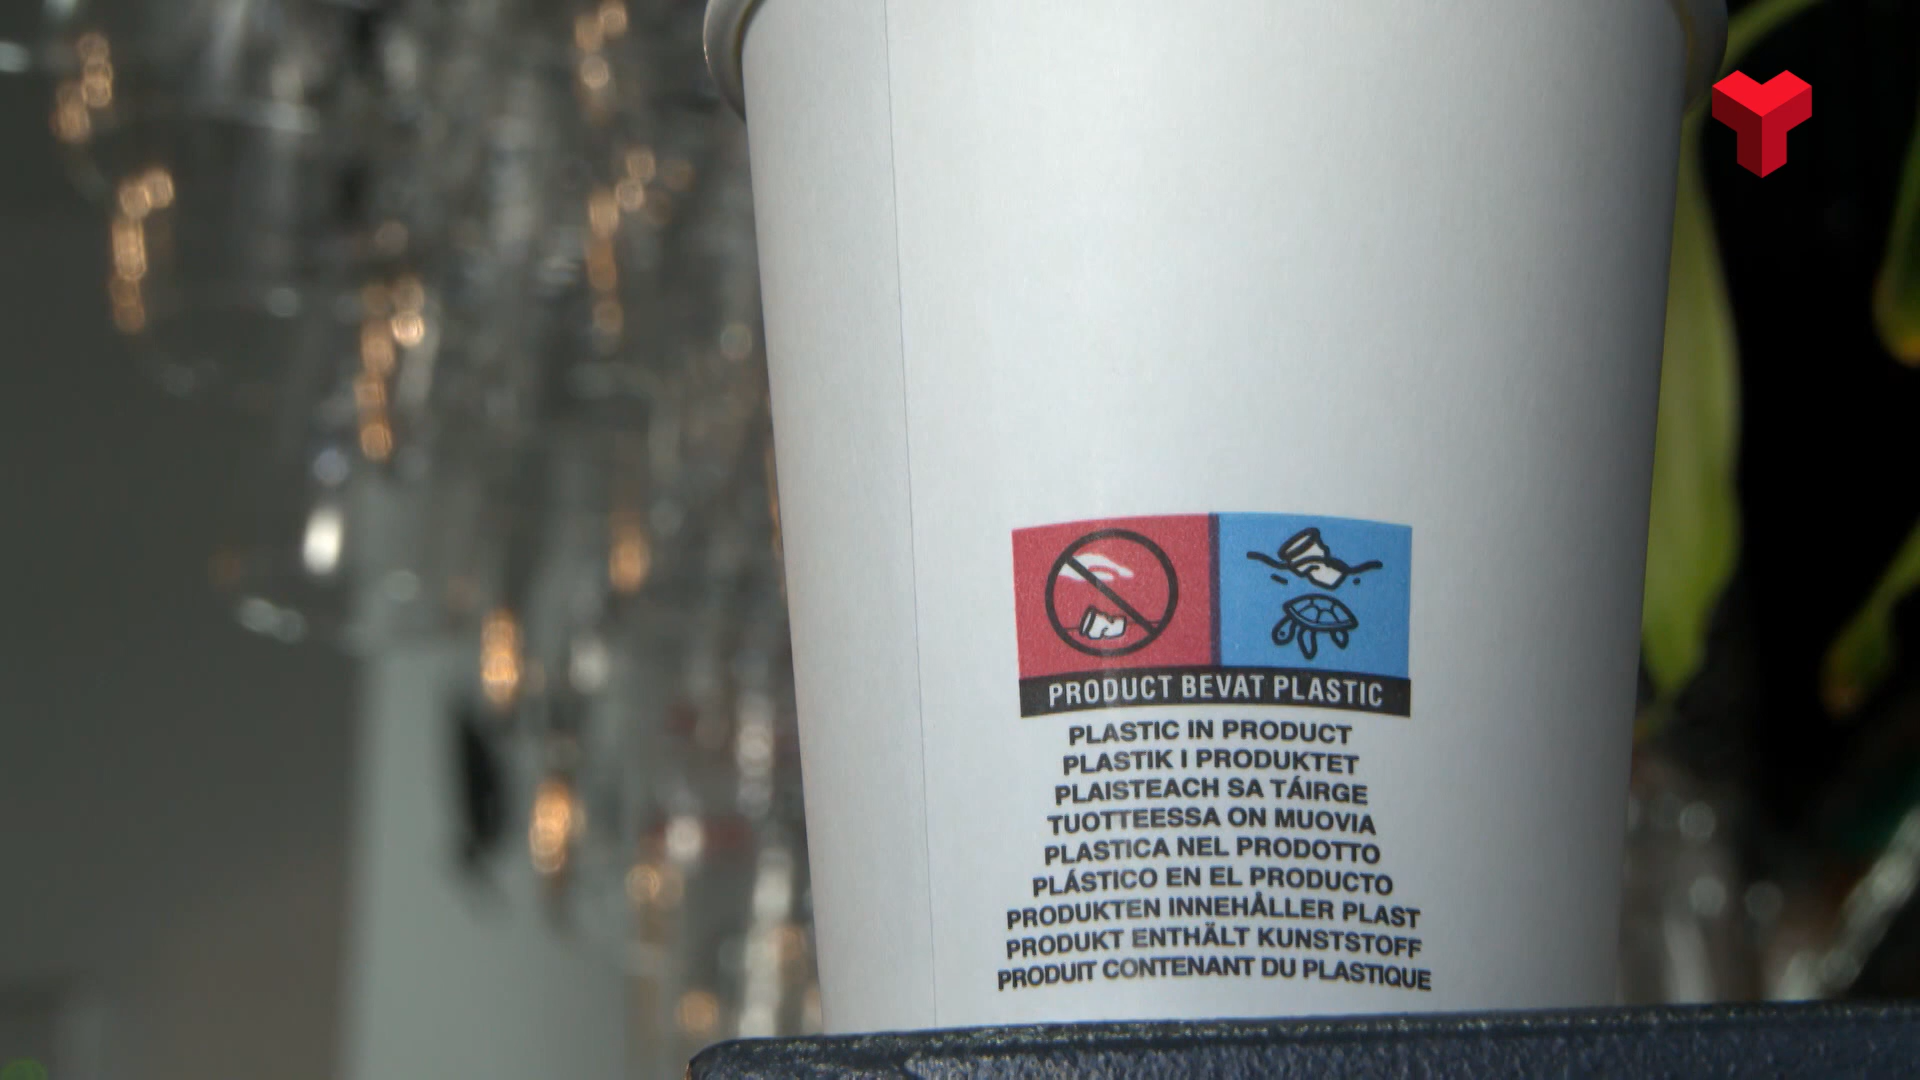 PRODUCT BEVAT PLASTIC
PLASTIC IN PRODUCT
PLASTIK I PRODUKTET
PLAISTEACH SA TÁIRGE
TUOTTEESSA ON MUOVIA
PLASTICA NEL PRODOTTO
PLÁSTICO EN EL PRODUCTO
PRODUKTEN INNEHÅLLER PLAST
PRODUKT ENTHÄLT KUNSTSTOFF
PRODUIT CONTENANT DU PLASTIQUE